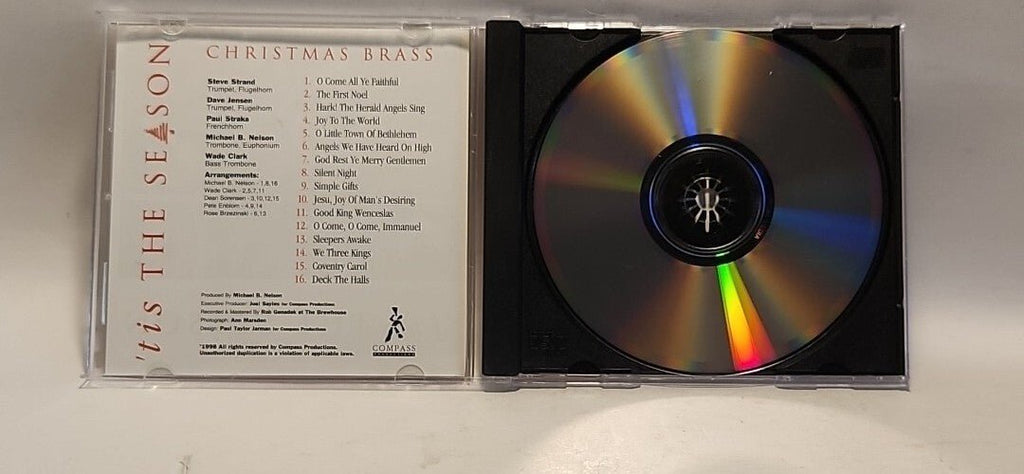 'tis THE SEASON
CHRISTMAS BRASS
Steve Strand
Trumpet, Flugelhorn
Dave Jensen
Trumpet, Flugelhorn
Paul Straka
Frenchhorn
Michael B. Nelson
Trombone, Euphonium
Wade Clark
Bass Trombone
Arrangements:
Michael B. Nelson - 1,8,16
Wade Clark - 2,5,7,11
Dean Sorensen - 3,10,12,15
Pete Enblom - 4,9,14
Rose Brzezinski - 6,13
1. O Come All Ye Faithful
2. The First Noel
3. Hark! The Herald Angels Sing
4. Joy To The World
5. O Little Town Of Bethlehem
6. Angels We Have Heard On High
7. God Rest Ye Merry Gentlemen
8. Silent Night
9. Simple Gifts
10. Jesu, Joy Of Man's Desiring
11. Good King Wenceslas
12. O Come, O Come, Immanuel
13. Sleepers Awake
14. We Three Kings
15. Coventry Carol
16. Deck The Halls
Produced By Michael B. Nelson
Executive Producer: Joel Sayles for Compass Productions
Recorded & Mastered By Rob Genadek at The Brewhouse
Photograph: Ann Marsden
Design: Paul Taylor Jarman for Compass Productions
°1998 All rights reserved by Compass Productions.
Unauthorized duplication is a violation of applicable laws.
COMPASS
PRODUCTIONS